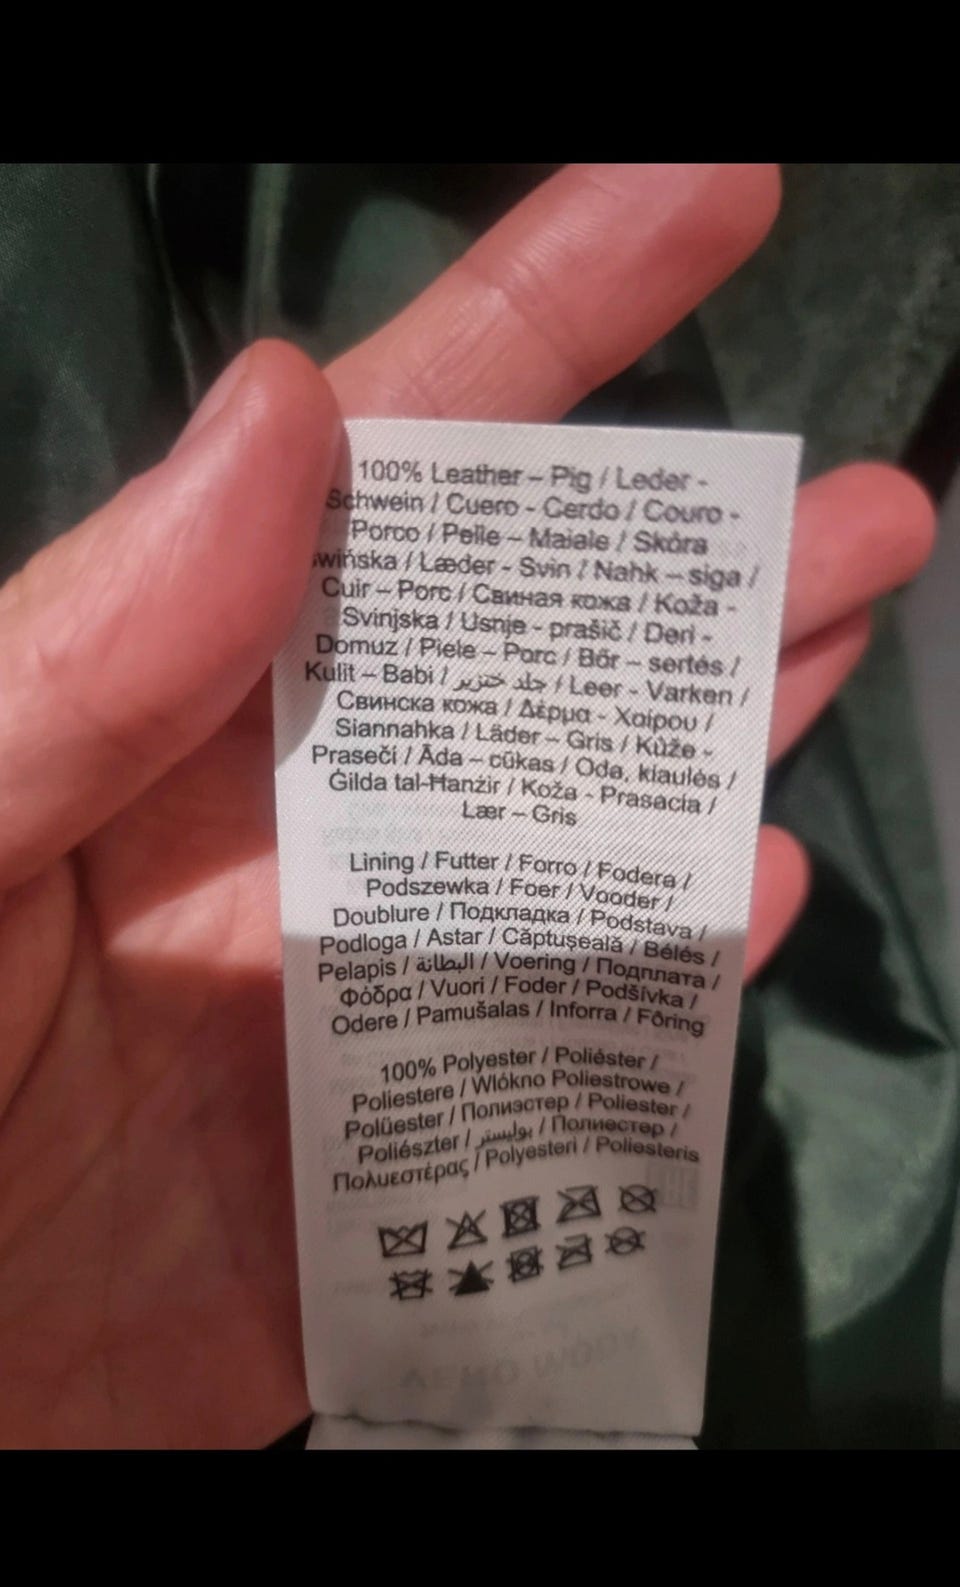 100% Leather – Pig / Leder -
Schwein / Cuero - Cerdo / Couro -
Porco / Pelle – Maiale / Skóra
świńska / Læder - Svin / Nahk – siga /
Cuir – Porc / Свиная кожа / Koža -
Svinjska / Usnje - prašič / Deri -
Domuz / Piele – Porc / Bőr – sertés /
Kulit – Babi / جلد خنزير / Leer - Varken /
Свинска кожа / Δέρμα - Χοίρου /
Siannahka / Läder – Gris / Kůže -
Prasečí / Āda – cūkas / Oda, kiaulės /
Ġilda tal-Ħanżir / Koža - Prasacia /
Lær – Gris
Lining / Futter / Forro / Fodera /
Podszewka / Foer / Vooder /
Doublure / Подкладка / Podstava /
Podloga / Astar / Căptușeală / Bélés /
Pelapis / البطانة / Voering / Подплата /
Φόδρα / Vuori / Foder / Podšívka /
Odere / Pamušalas / Inforra / Fôring
100% Polyester / Poliéster /
Poliestere / Włókno Poliestrowe /
Polüester / Полиэстер / Poliester /
Poliészter / بوليستر / Полиестер /
Πολυεστέρας / Polyesteri / Poliesteris